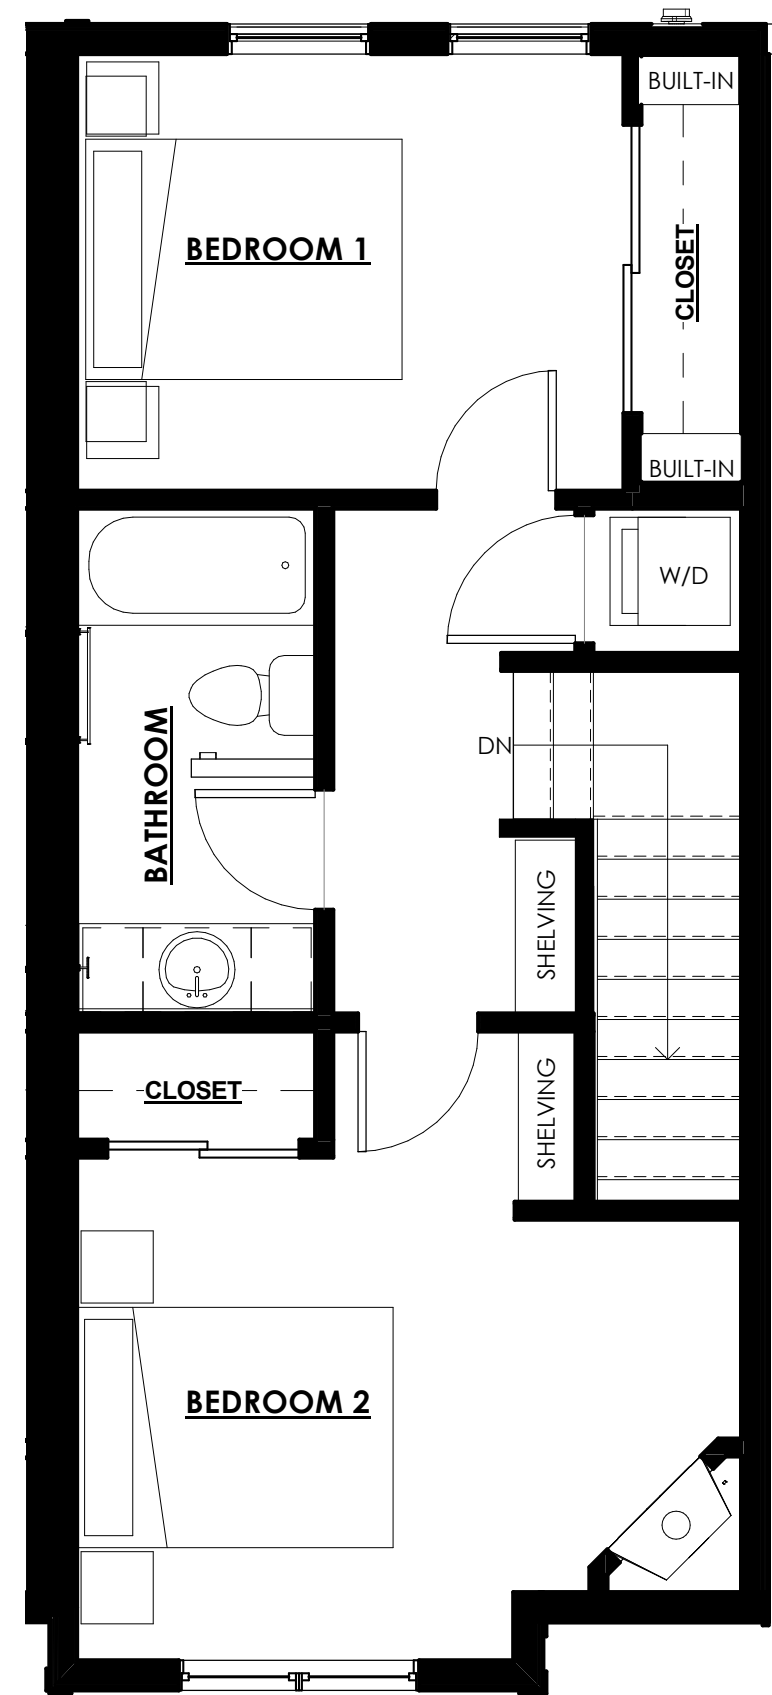 BUILT-IN
BEDROOM 1
CLOSET
BUILT-IN
W/D
DN
BATHROOM
SHELVING
SHELVING
CLOSET
BEDROOM 2